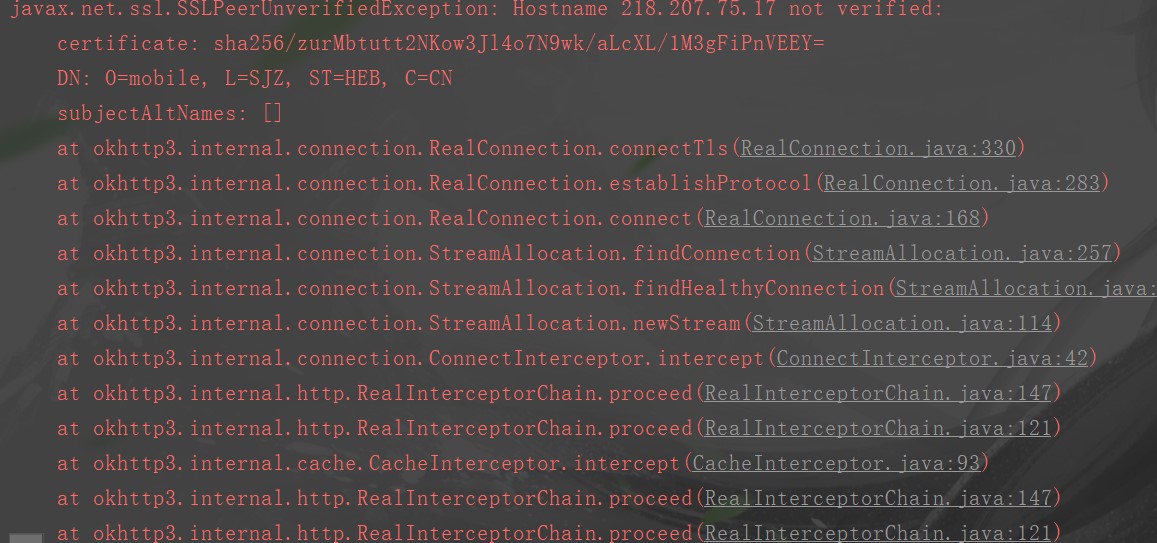 javax.net.ssl.SSLPeerUnverifiedException: Hostname 218.207.75.17 not verified:
certificate: sha256/zurMbtutt2NKow3Jl4o7N9wk/aLcXL/1M3gFiPnVEEY=
DN: O=mobile, L=SJZ, ST=HEB, C=CN
subjectAltNames: []
at okhttp3.internal.connection.RealConnection.connectTls(RealConnection.java:330)
at okhttp3.internal.connection.RealConnection.establishProtocol(RealConnection.java:283)
at okhttp3.internal.connection.RealConnection.connect(RealConnection.java:168)
at okhttp3.internal.connection.StreamAllocation.findConnection(StreamAllocation.java:257)
at okhttp3.internal.connection.StreamAllocation.findHealthyConnection(StreamAllocation.java:
at okhttp3.internal.connection.StreamAllocation.newStream(StreamAllocation.java:114)
at okhttp3.internal.connection.ConnectInterceptor.intercept(ConnectInterceptor.java:42)
at okhttp3.internal.http.RealInterceptorChain.proceed(RealInterceptorChain.java:147)
at okhttp3.internal.http.RealInterceptorChain.proceed(RealInterceptorChain.java:121)
at okhttp3.internal.cache.CacheInterceptor.intercept(CacheInterceptor.java:93)
at okhttp3.internal.http.RealInterceptorChain.proceed(RealInterceptorChain.java:147)
at okhttp3.internal.http.RealInterceptorChain.proceed(RealInterceptorChain.java:121)